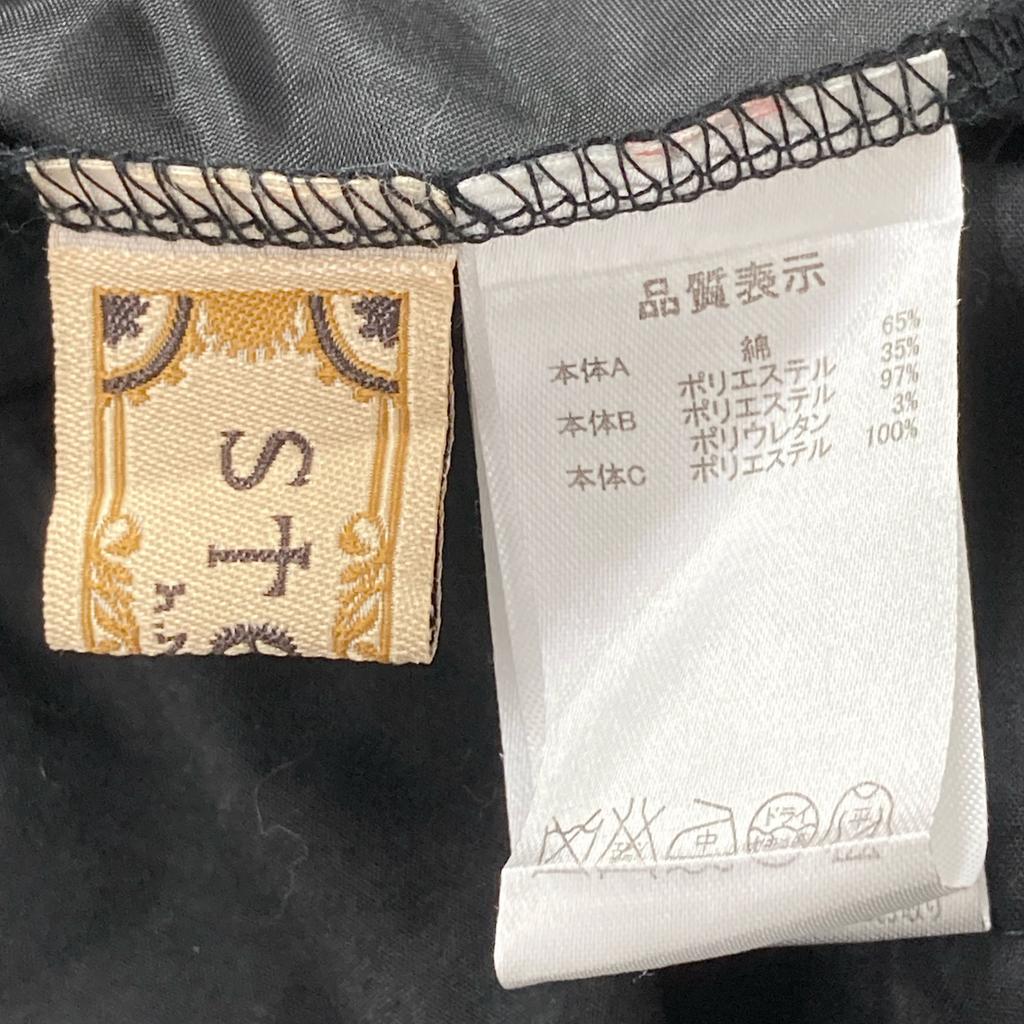 St
品質表示
本体A 綿 65%
ポリエステル 35%
本体B ポリエステル 97%
ポリウレタン 3%
本体C ポリエステル 100%
中
ドライ
平